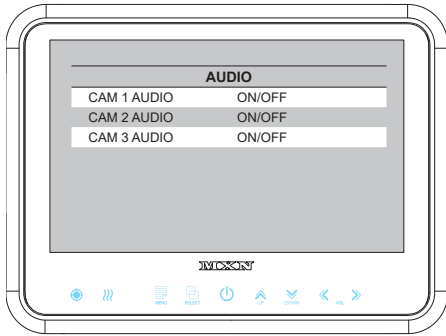 AUDIO
CAM 1 AUDIO ON/OFF
CAM 2 AUDIO ON/OFF
CAM 3 AUDIO ON/OFF
MXN
MENU SELECT UP DOWN VOL